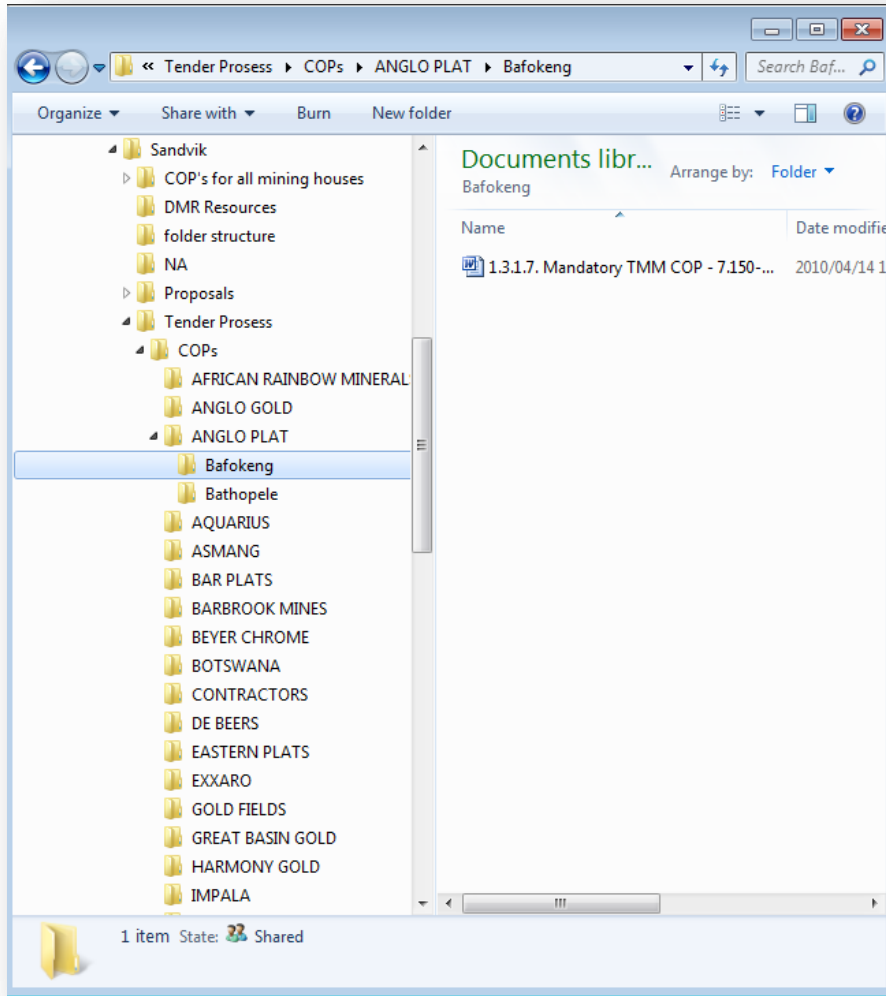 « Tender Prosess ▸ COPs ▸ ANGLO PLAT ▸ Bafokeng
Search Baf...
Organize Share with Burn New folder
Sandvik
COP's for all mining houses
DMR Resources
folder structure
NA
Proposals
Tender Prosess
COPs
AFRICAN RAINBOW MINERAL
ANGLO GOLD
ANGLO PLAT
Bafokeng
Bathopele
AQUARIUS
ASMANG
BAR PLATS
BARBROOK MINES
BEYER CHROME
BOTSWANA
CONTRACTORS
DE BEERS
EASTERN PLATS
EXXARO
GOLD FIELDS
GREAT BASIN GOLD
HARMONY GOLD
IMPALA
Documents libr...
Bafokeng
Arrange by: Folder
Name Date modifie
1.3.1.7. Mandatory TMM COP - 7.150-... 2010/04/14 1
1 item State: Shared